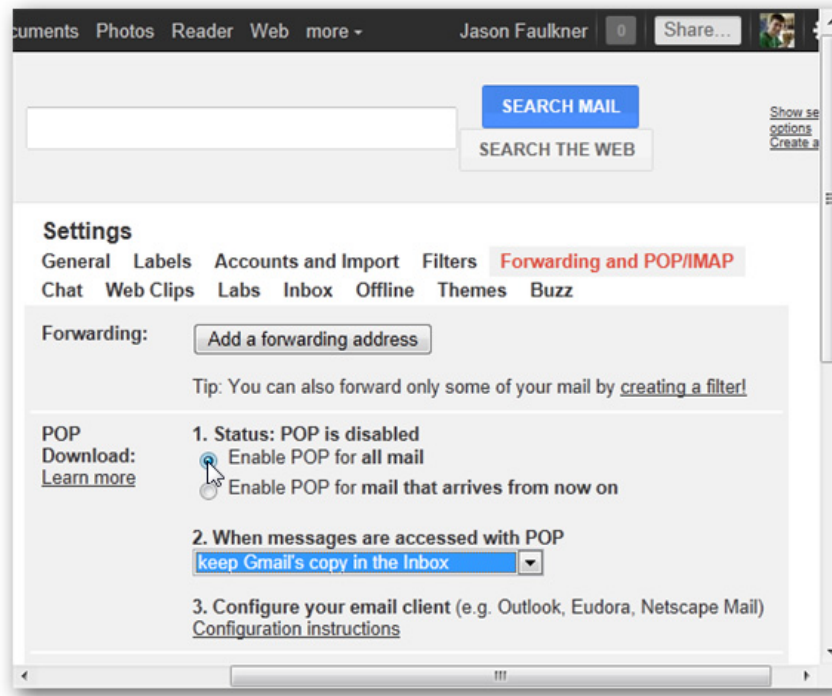 cuments Photos Reader Web more Jason Faulkner 0 Share...
SEARCH MAIL
SEARCH THE WEB
Show se
options
Create a
Settings
General Labels Accounts and Import Filters Forwarding and POP/IMAP
Chat Web Clips Labs Inbox Offline Themes Buzz
Forwarding: Add a forwarding address
Tip: You can also forward only some of your mail by creating a filter!
POP 1. Status: POP is disabled
Download: Enable POP for all mail
Learn more
Enable POP for mail that arrives from now on
2. When messages are accessed with POP
keep Gmail's copy in the Inbox
3. Configure your email client (e.g. Outlook, Eudora, Netscape Mail)
Configuration instructions